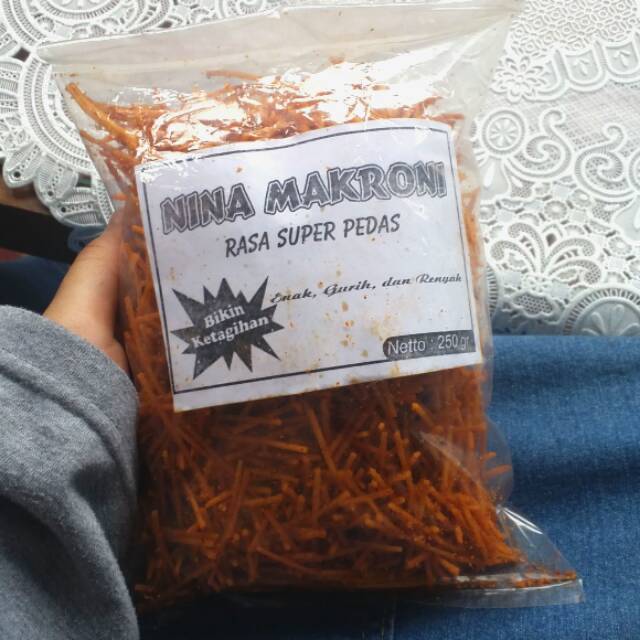 NINA MAKRONI
RASA SUPER PEDAS
Enak, Gurih, dan Renyah
Bikin
Ketagihan
Netto : 250 gr